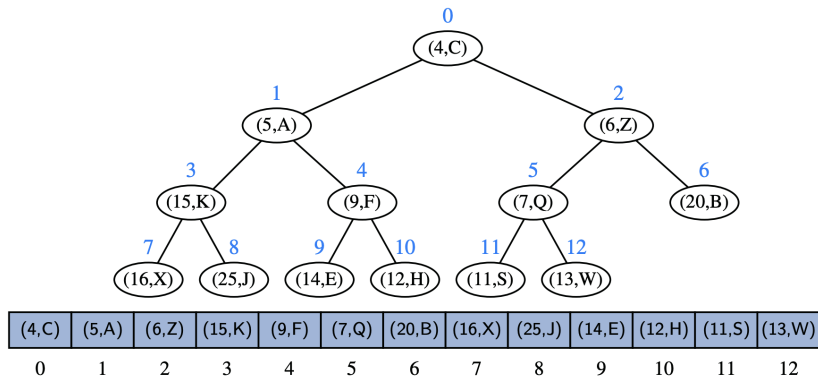 0
(4,C)
1 2
(5,A) (6,Z)
3 4 5 6
(15,K) (9,F) (7,Q) (20,B)
7 8 9 10 11 12
(16,X) (25,J) (14,E) (12,H) (11,S) (13,W)
(4,C) (5,A) (6,Z) (15,K) (9,F) (7,Q) (20,B) (16,X) (25,J) (14,E) (12,H) (11,S) (13,W)
0 1 2 3 4 5 6 7 8 9 10 11 12